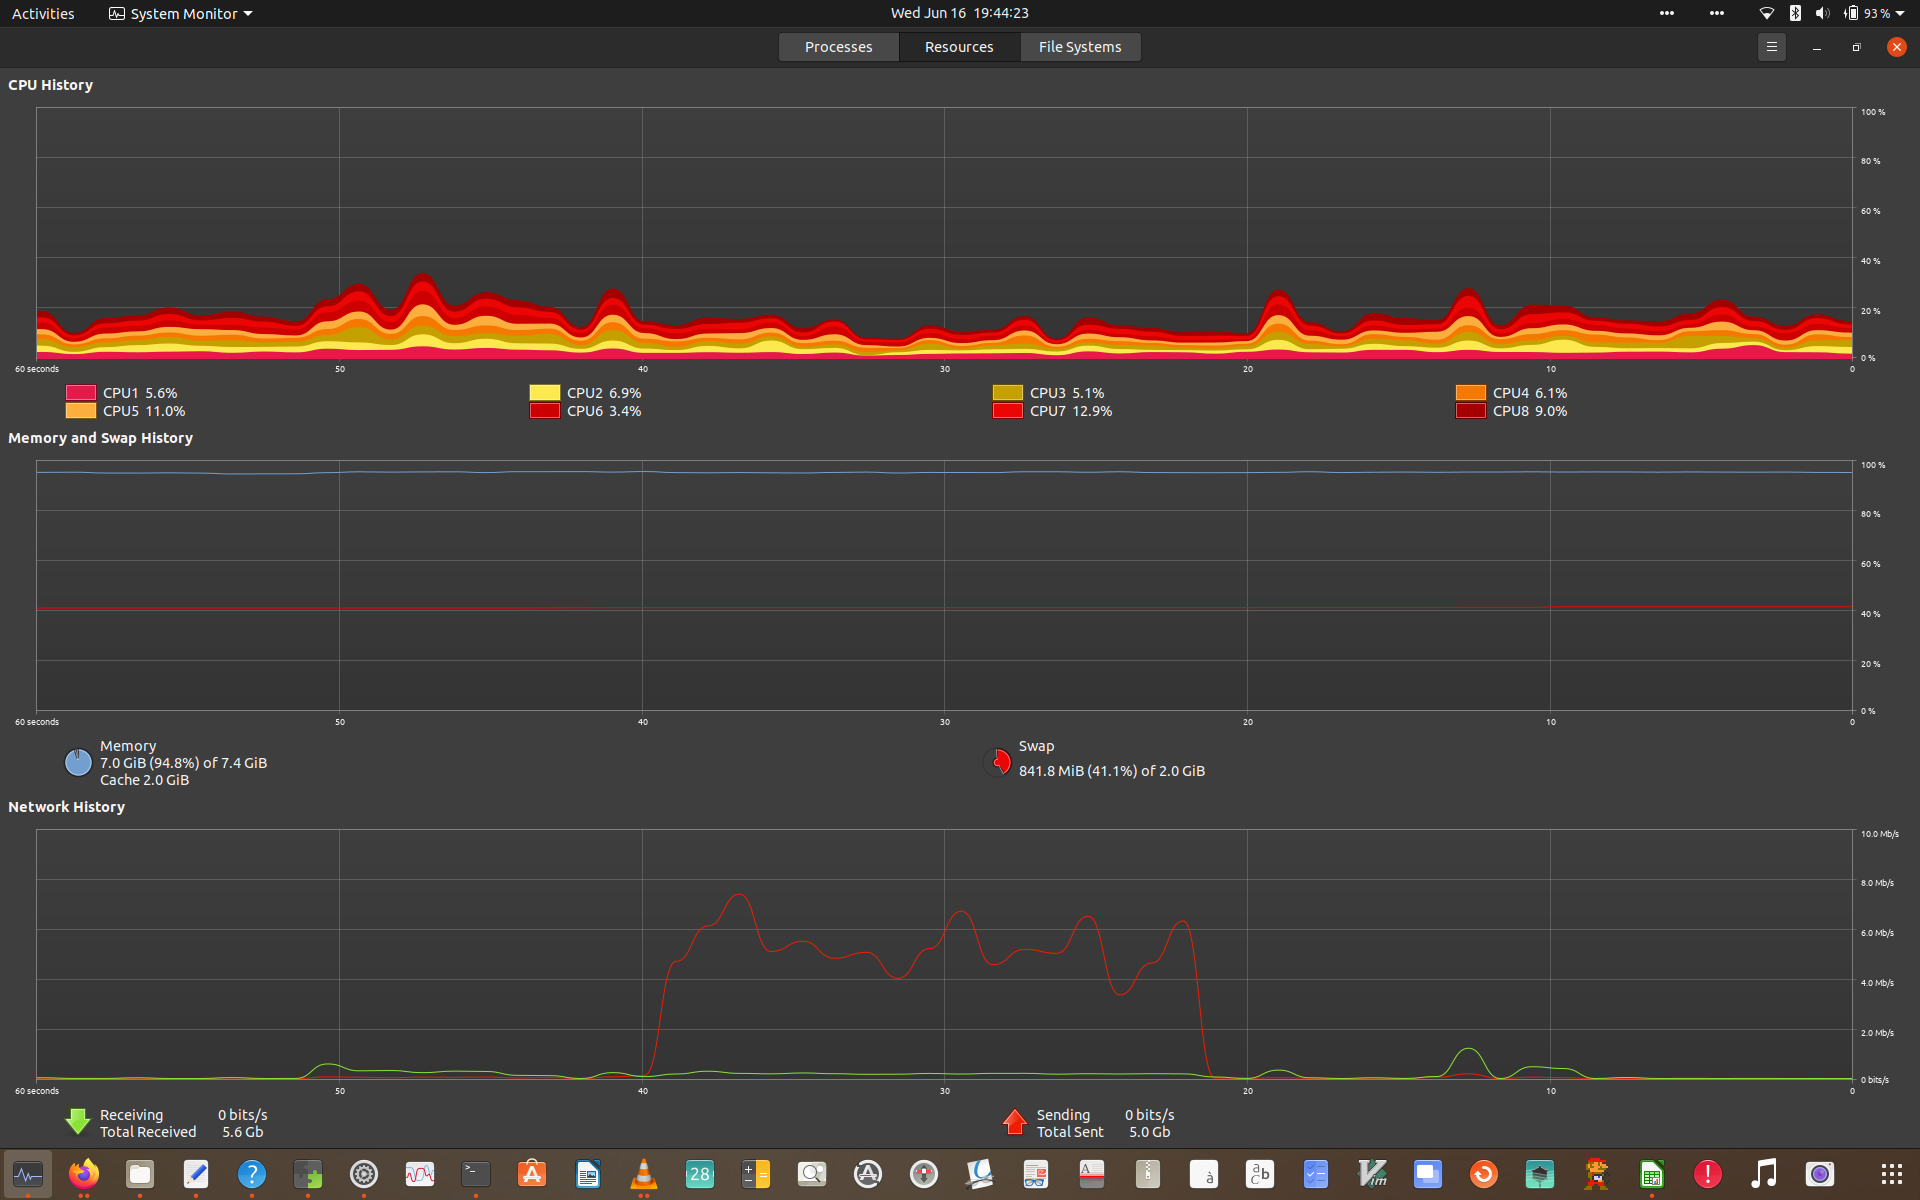 Activities
System Monitor
Wed Jun 16 19:44:23
93 %
Processes
Resources
File Systems
CPU History
100 %
80 %
60 %
40 %
20 %
0 %
60 seconds 50 40 30 20 10 0
CPU1 5.6% CPU2 6.9% CPU3 5.1% CPU4 6.1%
CPU5 11.0% CPU6 3.4% CPU7 12.9% CPU8 9.0%
Memory and Swap History
100 %
80 %
60 %
40 %
20 %
0 %
60 seconds 50 40 30 20 10 0
Memory
7.0 GiB (94.8%) of 7.4 GiB
Cache 2.0 GiB
Swap
841.8 MiB (41.1%) of 2.0 GiB
Network History
10.0 Mb/s
8.0 Mb/s
6.0 Mb/s
4.0 Mb/s
2.0 Mb/s
0 bits/s
60 seconds 50 40 30 20 10 0
Receiving 0 bits/s
Total Received 5.6 Gb
Sending 0 bits/s
Total Sent 5.0 Gb
28
à
a b c
Vim